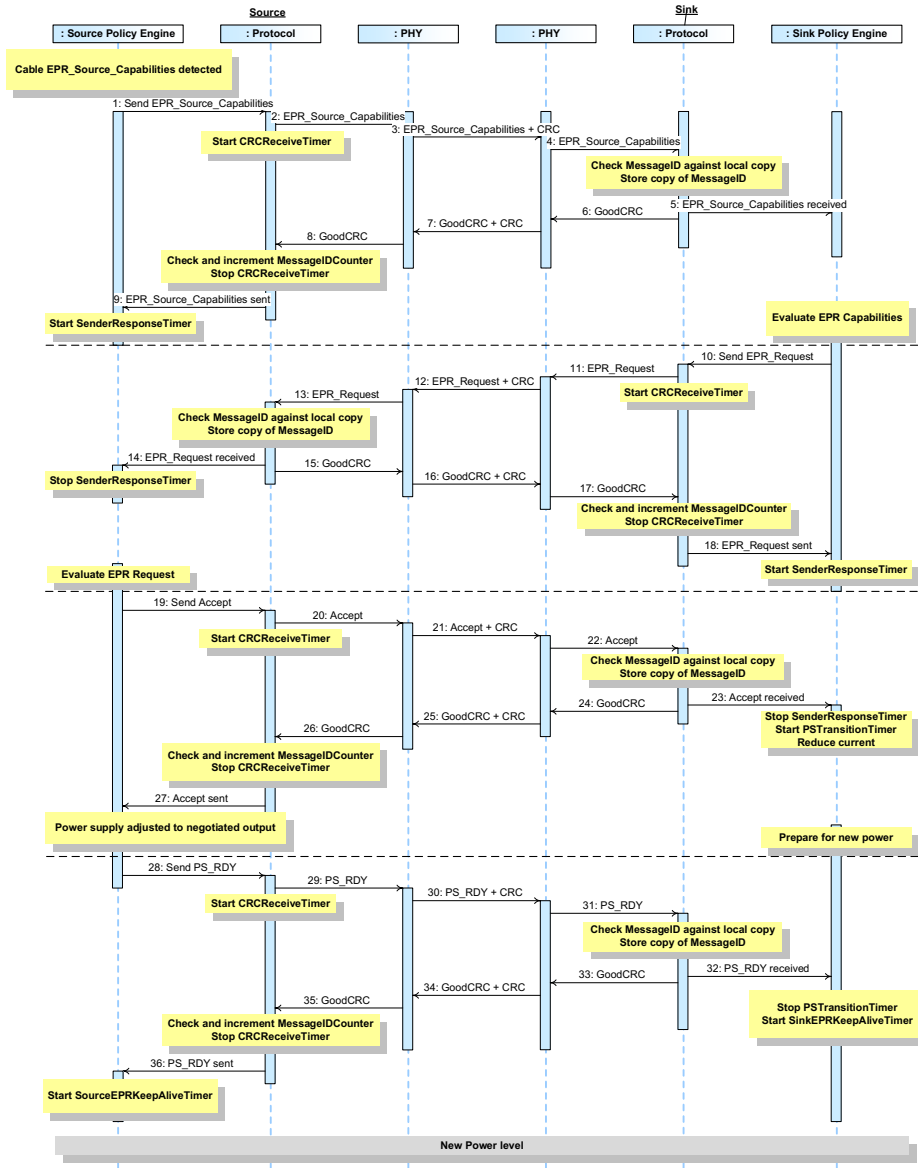 Source
Sink
: Source Policy Engine
: Protocol
: PHY
: PHY
: Protocol
: Sink Policy Engine
Cable EPR_Source_Capabilities detected
1: Send EPR_Source_Capabilities
2: EPR_Source_Capabilities
Start CRCReceiveTimer
3: EPR_Source_Capabilities + CRC
4: EPR_Source_Capabilities
Check MessageID against local copy
Store copy of MessageID
5: EPR_Source_Capabilities received
6: GoodCRC
7: GoodCRC + CRC
8: GoodCRC
Check and increment MessageIDCounter
Stop CRCReceiveTimer
9: EPR_Source_Capabilities sent
Start SenderResponseTimer
Evaluate EPR Capabilities
10: Send EPR_Request
11: EPR_Request
Start CRCReceiveTimer
12: EPR_Request + CRC
13: EPR_Request
Check MessageID against local copy
Store copy of MessageID
14: EPR_Request received
Stop SenderResponseTimer
15: GoodCRC
16: GoodCRC + CRC
17: GoodCRC
Check and increment MessageIDCounter
Stop CRCReceiveTimer
18: EPR_Request sent
Start SenderResponseTimer
Evaluate EPR Request
19: Send Accept
20: Accept
Start CRCReceiveTimer
21: Accept + CRC
22: Accept
Check MessageID against local copy
Store copy of MessageID
23: Accept received
Stop SenderResponseTimer
Start PSTransitionTimer
Reduce current
24: GoodCRC
25: GoodCRC + CRC
26: GoodCRC
Check and increment MessageIDCounter
Stop CRCReceiveTimer
27: Accept sent
Power supply adjusted to negotiated output
Prepare for new power
28: Send PS_RDY
29: PS_RDY
Start CRCReceiveTimer
30: PS_RDY + CRC
31: PS_RDY
Check MessageID against local copy
Store copy of MessageID
32: PS_RDY received
33: GoodCRC
34: GoodCRC + CRC
35: GoodCRC
Stop PSTransitionTimer
Start SinkEPRKeepAliveTimer
Check and increment MessageIDCounter
Stop CRCReceiveTimer
36: PS_RDY sent
Start SourceEPRKeepAliveTimer
New Power level